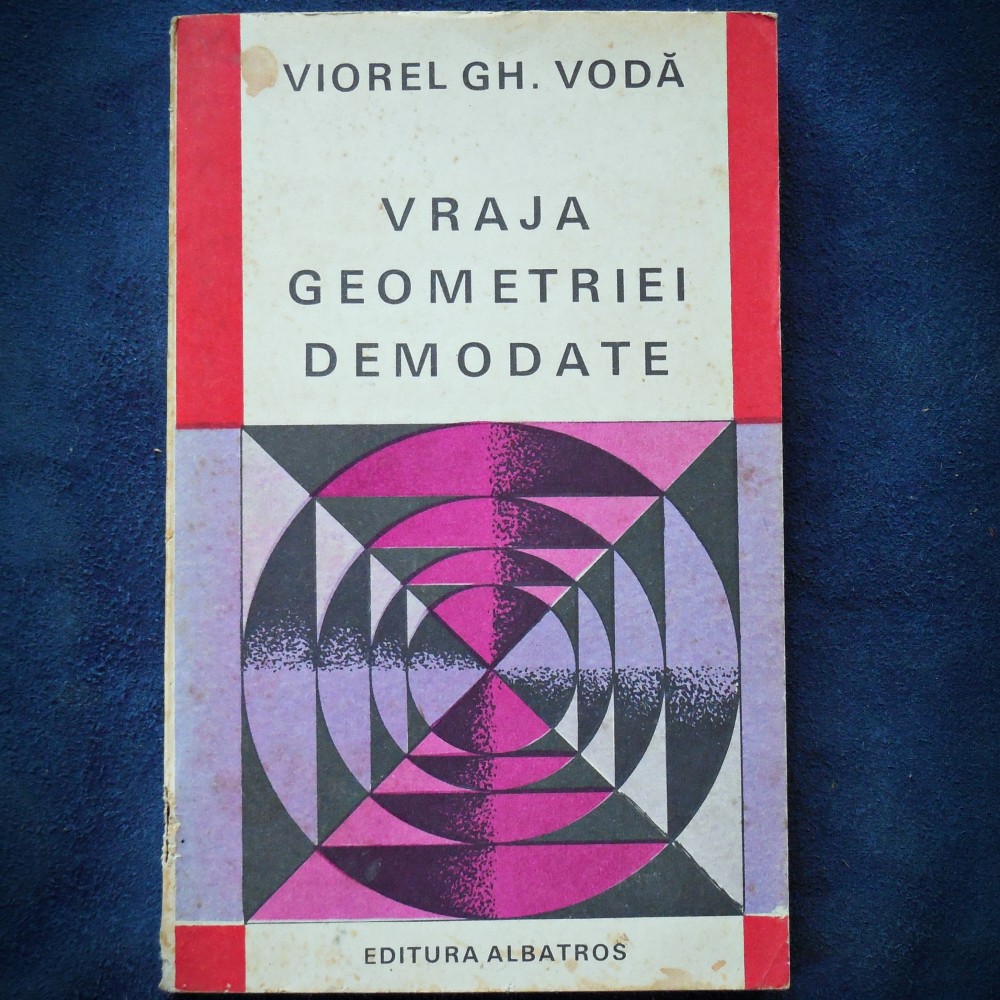 VIOREL GH. VODĂ
VRAJA
GEOMETRIEI
DEMODATE
EDITURA ALBATROS